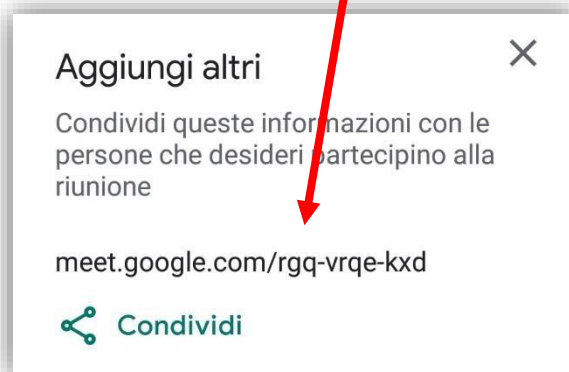 Aggiungi altri
Condividi queste informazioni con le
persone che desideri partecipino alla
riunione
meet.google.com/rgq-vrqe-kxd
Condividi